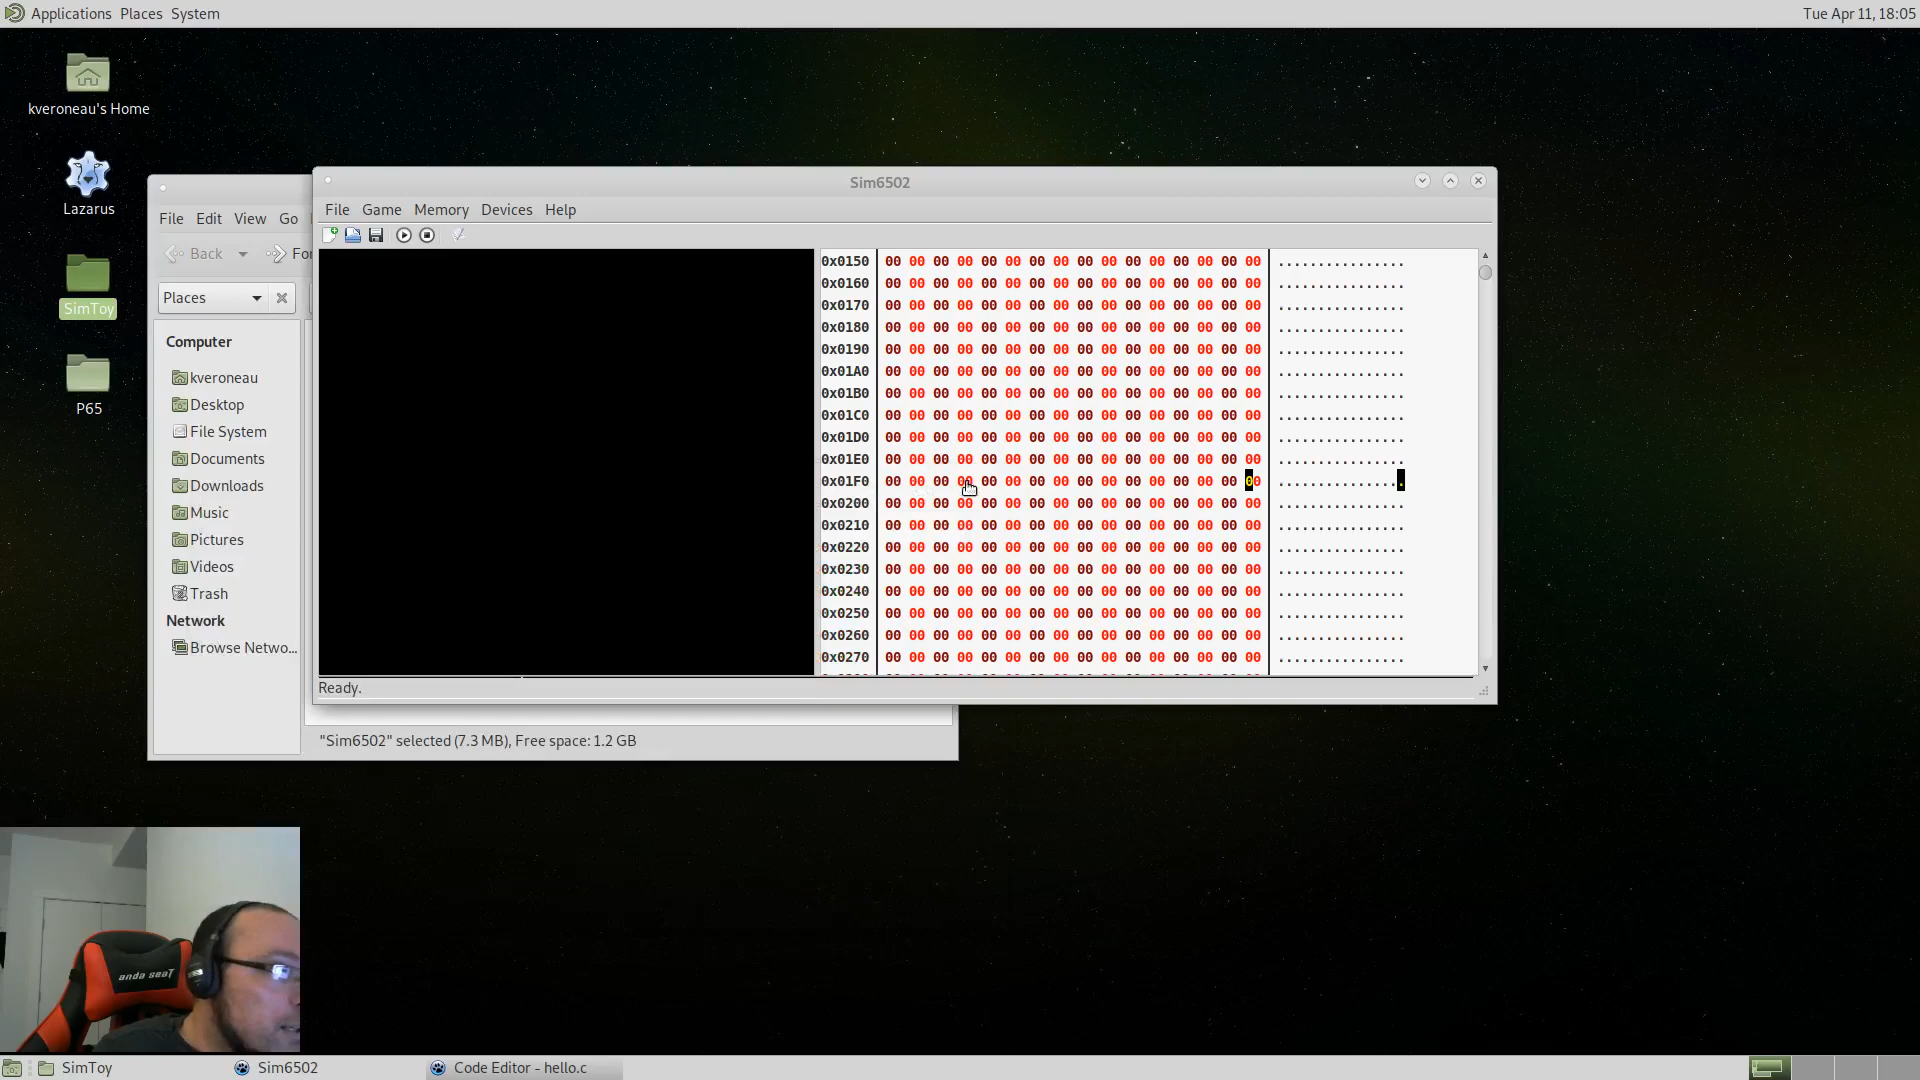 Applications Places System
Tue Apr 11, 18:05
kveroneau's Home
Lazarus
SimToy
P65
File Edit View Go
Back
For
Places
Computer
kveroneau
Desktop
File System
Documents
Downloads
Music
Pictures
Videos
Trash
Network
Browse Netwo...
Sim6502
File Game Memory Devices Help
0x0150 00 00 00 00 00 00 00 00 00 00 00 00 00 00 00 00 ................
0x0160 00 00 00 00 00 00 00 00 00 00 00 00 00 00 00 00 ................
0x0170 00 00 00 00 00 00 00 00 00 00 00 00 00 00 00 00 ................
0x0180 00 00 00 00 00 00 00 00 00 00 00 00 00 00 00 00 ................
0x0190 00 00 00 00 00 00 00 00 00 00 00 00 00 00 00 00 ................
0x01A0 00 00 00 00 00 00 00 00 00 00 00 00 00 00 00 00 ................
0x01B0 00 00 00 00 00 00 00 00 00 00 00 00 00 00 00 00 ................
0x01C0 00 00 00 00 00 00 00 00 00 00 00 00 00 00 00 00 ................
0x01D0 00 00 00 00 00 00 00 00 00 00 00 00 00 00 00 00 ................
0x01E0 00 00 00 00 00 00 00 00 00 00 00 00 00 00 00 00 ................
0x01F0 00 00 00 00 00 00 00 00 00 00 00 00 00 00 00 00 ................
0x0200 00 00 00 00 00 00 00 00 00 00 00 00 00 00 00 00 ................
0x0210 00 00 00 00 00 00 00 00 00 00 00 00 00 00 00 00 ................
0x0220 00 00 00 00 00 00 00 00 00 00 00 00 00 00 00 00 ................
0x0230 00 00 00 00 00 00 00 00 00 00 00 00 00 00 00 00 ................
0x0240 00 00 00 00 00 00 00 00 00 00 00 00 00 00 00 00 ................
0x0250 00 00 00 00 00 00 00 00 00 00 00 00 00 00 00 00 ................
0x0260 00 00 00 00 00 00 00 00 00 00 00 00 00 00 00 00 ................
0x0270 00 00 00 00 00 00 00 00 00 00 00 00 00 00 00 00 ................
Ready.
"Sim6502" selected (7.3 MB), Free space: 1.2 GB
anda seaT
SimToy
Sim6502
Code Editor - hello.c